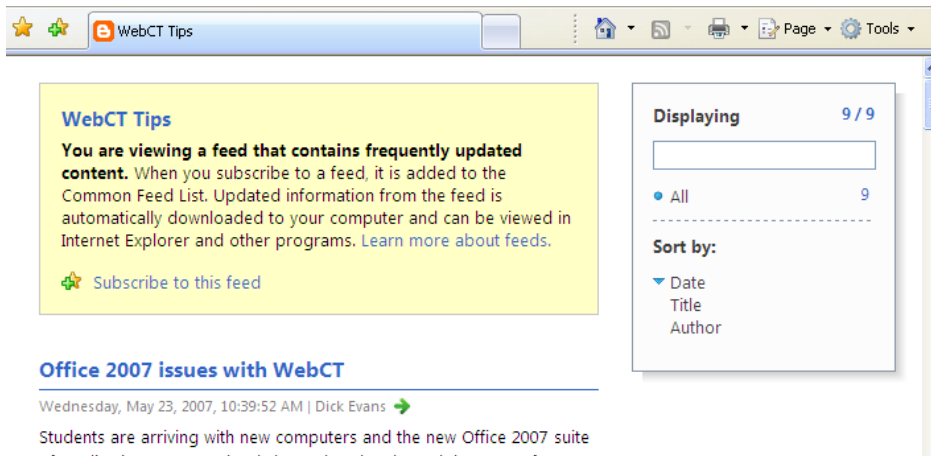 WebCT Tips
Page
Tools
WebCT Tips
You are viewing a feed that contains frequently updated
content. When you subscribe to a feed, it is added to the
Common Feed List. Updated information from the feed is
automatically downloaded to your computer and can be viewed in
Internet Explorer and other programs. Learn more about feeds.
Subscribe to this feed
Displaying 9 / 9
All 9
Sort by:
Date
Title
Author
Office 2007 issues with WebCT
Wednesday, May 23, 2007, 10:39:52 AM | Dick Evans
Students are arriving with new computers and the new Office 2007 suite